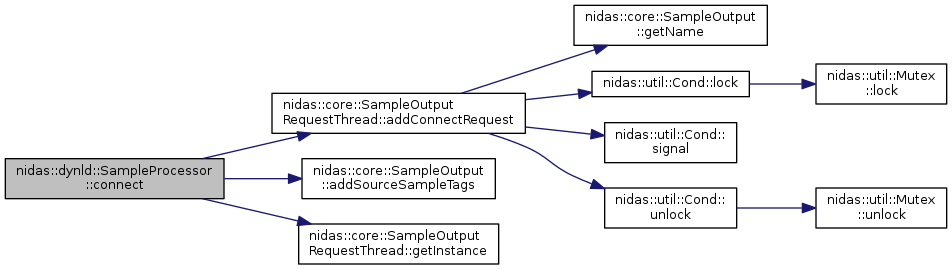 nidas::dynld::SampleProcessor
::connect
nidas::core::SampleOutput
RequestThread::addConnectRequest
nidas::core::SampleOutput
::addSourceSampleTags
nidas::core::SampleOutput
RequestThread::getInstance
nidas::core::SampleOutput
::getName
nidas::util::Cond::lock
nidas::util::Cond::
signal
nidas::util::Cond::
unlock
nidas::util::Mutex
::lock
nidas::util::Mutex
::unlock